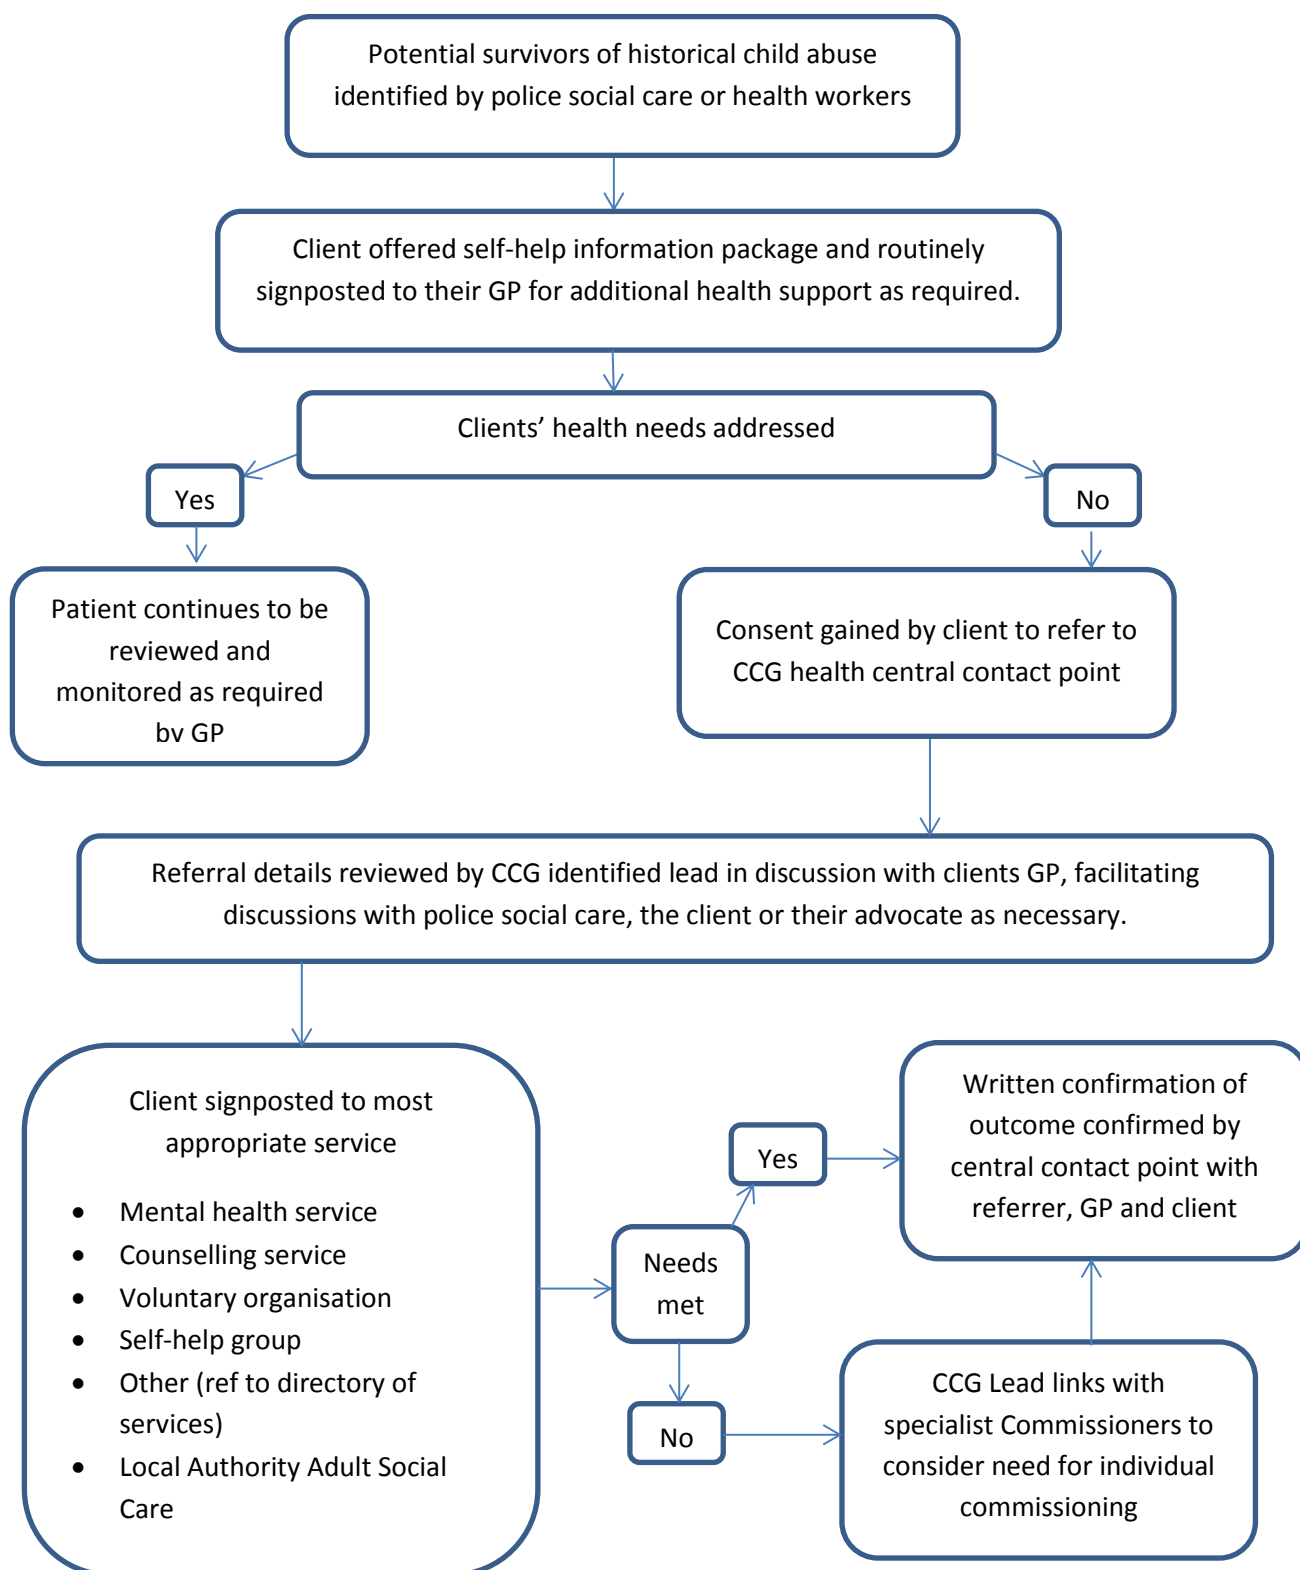 Potential survivors of historical child abuse
identified by police social care or health workers
Client offered self-help information package and routinely
signposted to their GP for additional health support as required.
Clients’ health needs addressed
Yes
No
Patient continues to be
reviewed and
monitored as required
by GP
Consent gained by client to refer to
CCG health central contact point
Referral details reviewed by CCG identified lead in discussion with clients GP, facilitating
discussions with police social care, the client or their advocate as necessary.
Client signposted to most
appropriate service
• Mental health service
• Counselling service
• Voluntary organisation
• Self-help group
• Other (ref to directory of
services)
• Local Authority Adult Social
Care
Needs
met
Yes
No
Written confirmation of
outcome confirmed by
central contact point with
referrer, GP and client
CCG Lead links with
specialist Commissioners to
consider need for individual
commissioning